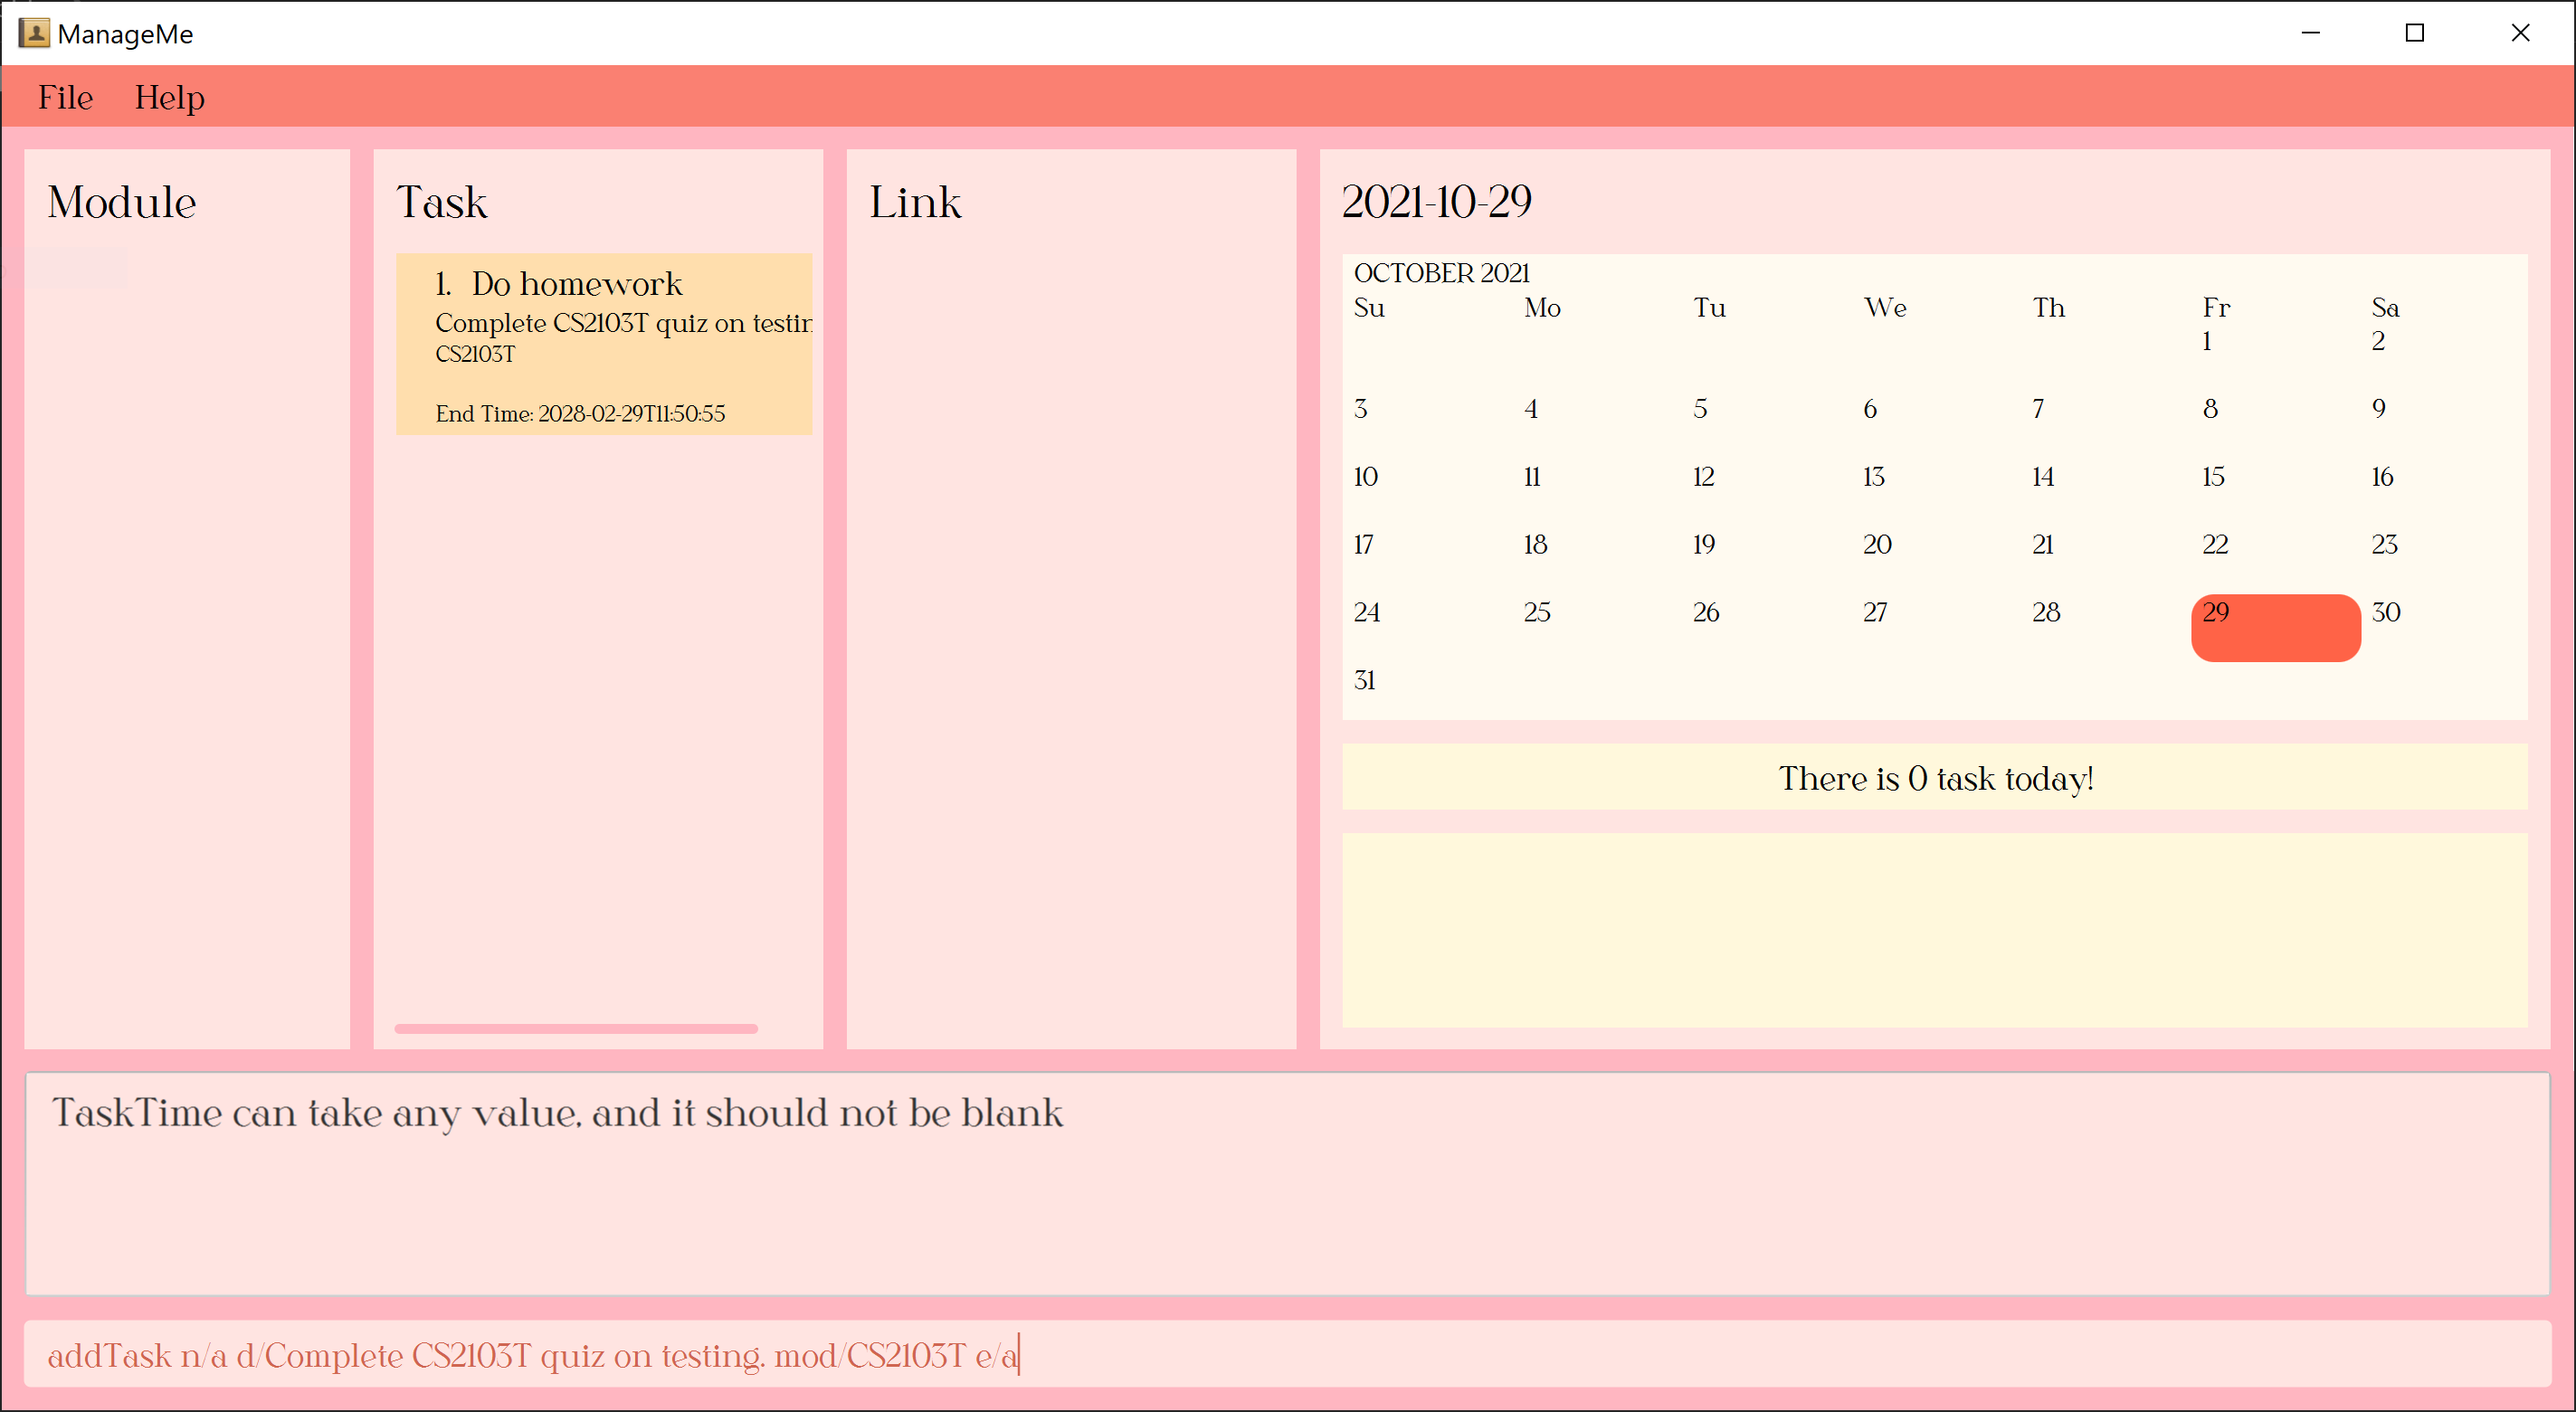 ManageMe
File Help
Module
Task
1. Do homework
Complete CS2103T quiz on testin
CS2103T
End Time: 2028-02-29T11:50:55
Link
2021-10-29
OCTOBER 2021
Su Mo Tu We Th Fr Sa
1 2
3 4 5 6 7 8 9
10 11 12 13 14 15 16
17 18 19 20 21 22 23
24 25 26 27 28 29 30
31
There is 0 task today!
TaskTime can take any value, and it should not be blank
addTask n/a d/Complete CS2103T quiz on testing. mod/CS2103T e/a